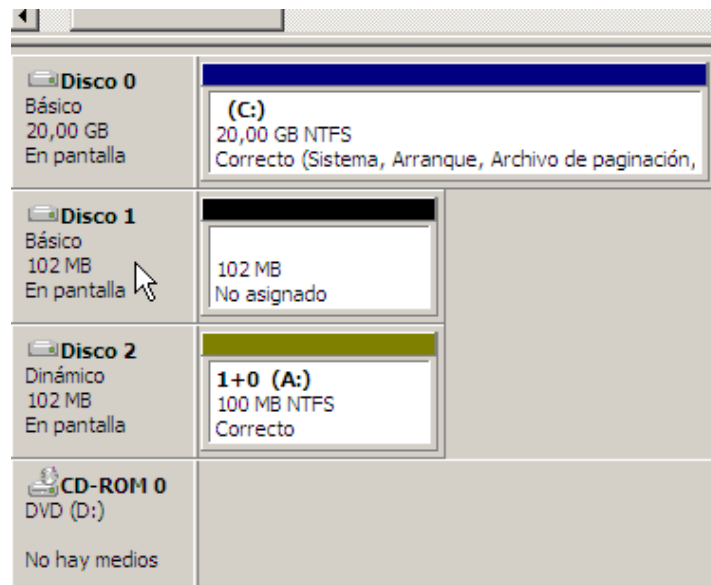 Disco 0
Básico
20,00 GB
En pantalla
(C:)
20,00 GB NTFS
Correcto (Sistema, Arranque, Archivo de paginación,
Disco 1
Básico
102 MB
En pantalla
102 MB
No asignado
Disco 2
Dinámico
102 MB
En pantalla
1+0 (A:)
100 MB NTFS
Correcto
CD-ROM 0
DVD (D:)
No hay medios